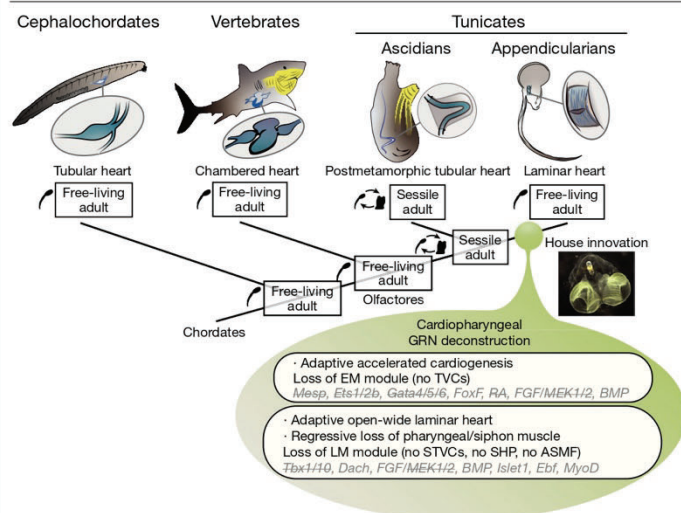 Cephalochordates
Vertebrates
Tunicates
Ascidians
Appendicularians
Tubular heart
Chambered heart
Postmetamorphic tubular heart
Laminar heart
Free-living
adult
Free-living
adult
Sessile
adult
Free-living
adult
Sessile
adult
House innovation
Free-living
adult
Olfactores
Free-living
adult
Chordates
Cardiopharyngeal
GRN deconstruction
· Adaptive accelerated cardiogenesis
Loss of EM module (no TVCs)
Mesp, Ets1/2b, Gata4/5/6, FoxF, RA, FGF/MEK1/2, BMP
· Adaptive open-wide laminar heart
· Regressive loss of pharyngeal/siphon muscle
Loss of LM module (no STVCs, no SHP, no ASMF)
Tbx1/10, Dach, FGF/MEK1/2, BMP, Islet1, Ebf, MyoD